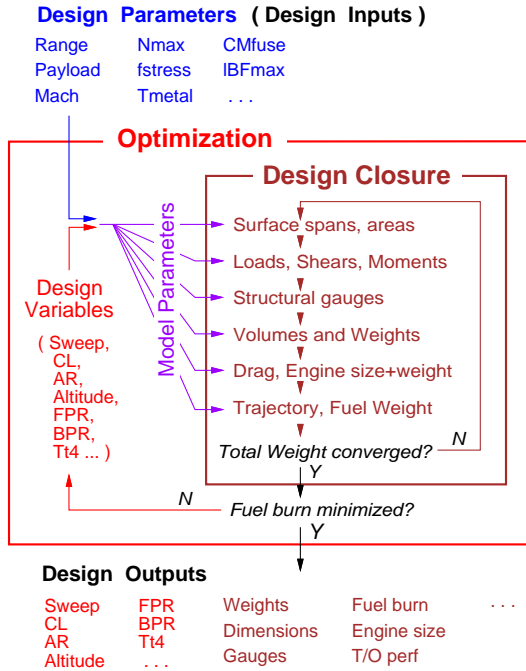 Design Parameters ( Design Inputs )
Range Nmax CMfuse
Payload fstress lBFmax
Mach Tmetal . . .
Optimization
Design Closure
Model Parameters
Surface spans, areas
Loads, Shears, Moments
Structural gauges
Volumes and Weights
Drag, Engine size+weight
Trajectory, Fuel Weight
Total Weight converged?
N
Y
Design
Variables
( Sweep,
CL,
AR,
Altitude,
FPR,
BPR,
Tt4 ... )
N
Fuel burn minimized?
Y
Design Outputs
Sweep FPR Weights Fuel burn . . .
CL BPR Dimensions Engine size
AR Tt4 Gauges T/O perf
Altitude . . .